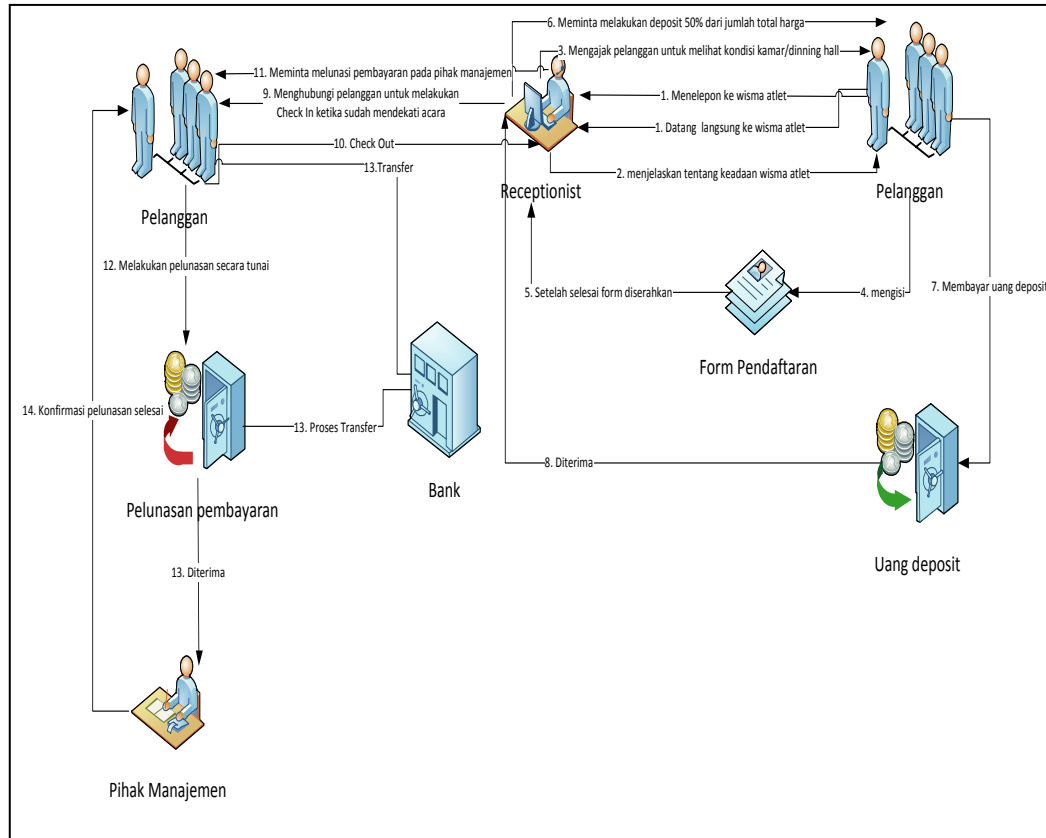 6. Meminta melakukan deposit 50% dari jumlah total harga
3. Mengajak pelanggan untuk melihat kondisi kamar/dinning hall
11. Meminta melunasi pembayaran pada pihak manajemen
9. Menghubungi pelanggan untuk melakukan
Check In ketika sudah mendekati acara
1. Menelepon ke wisma atlet
1. Datang langsung ke wisma atlet
10. Check Out
13.Transfer
2. menjelaskan tentang keadaan wisma atlet
Receptionist
Pelanggan
Pelanggan
12. Melakukan pelunasan secara tunai
5. Setelah selesai form diserahkan
4. mengisi
7. Membayar uang deposit
Form Pendaftaran
14. Konfirmasi pelunasan selesai
13. Proses Transfer
8. Diterima
Bank
Pelunasan pembayaran
Uang deposit
13. Diterima
Pihak Manajemen